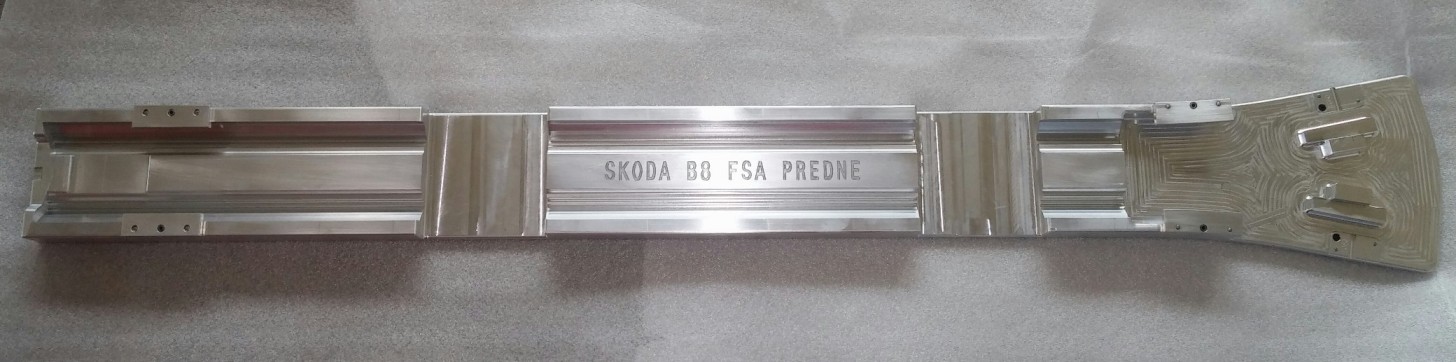 SKODA B8 FSA PREDNE